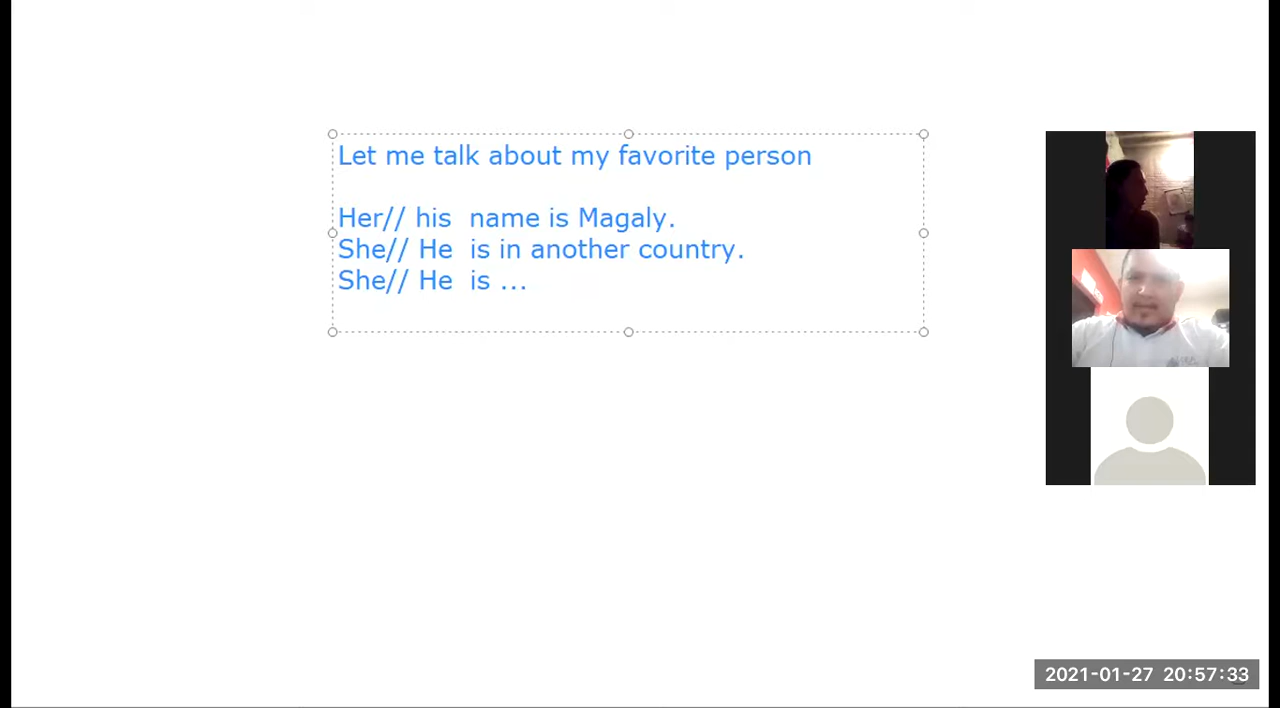 Let me talk about my favorite person
Her// his name is Magaly.
She// He is in another country.
She// He is ...
2021-01-27 20:57:33